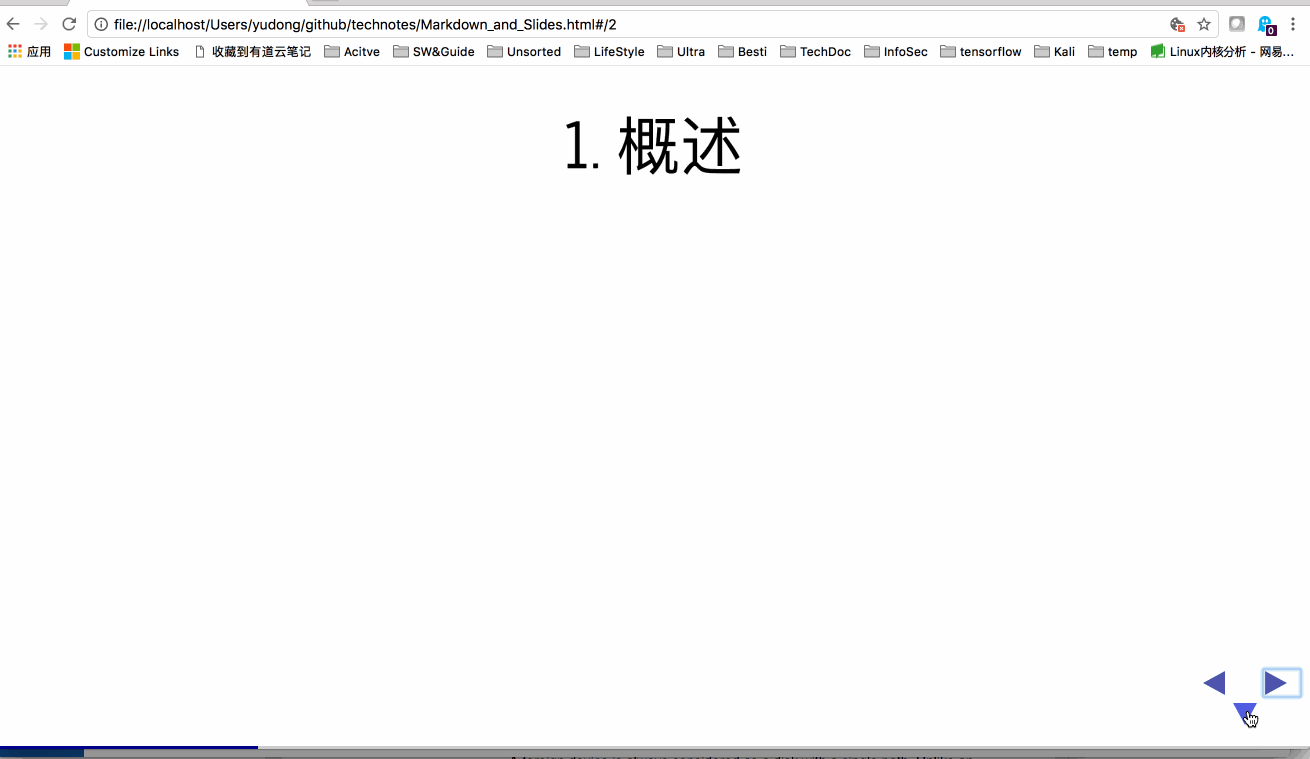 file://localhost/Users/yudong/github/technotes/Markdown_and_Slides.html#/2
0
应用 Customize Links 收藏到有道云笔记 Acitve SW&Guide Unsorted LifeStyle Ultra Besti TechDoc InfoSec tensorflow Kali temp Linux内核分析 - 网易...
1. 概述